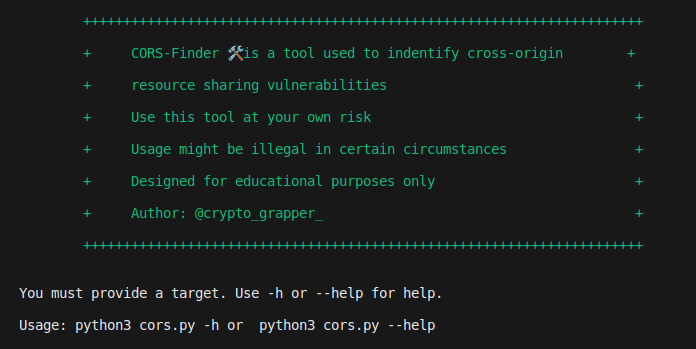 ++++++++++++++++++++++++++++++++++++++++++++++++++++++++++++++++++++++
+     CORS-Finder 🛠️is a tool used to indentify cross-origin        +
+     resource sharing vulnerabilities                               +
+     Use this tool at your own risk                                 +
+     Usage might be illegal in certain circumstances                +
+     Designed for educational purposes only                         +
+     Author: @crypto_grapper_                                       +
++++++++++++++++++++++++++++++++++++++++++++++++++++++++++++++++++++++
You must provide a target. Use -h or --help for help.
Usage: python3 cors.py -h or  python3 cors.py --help